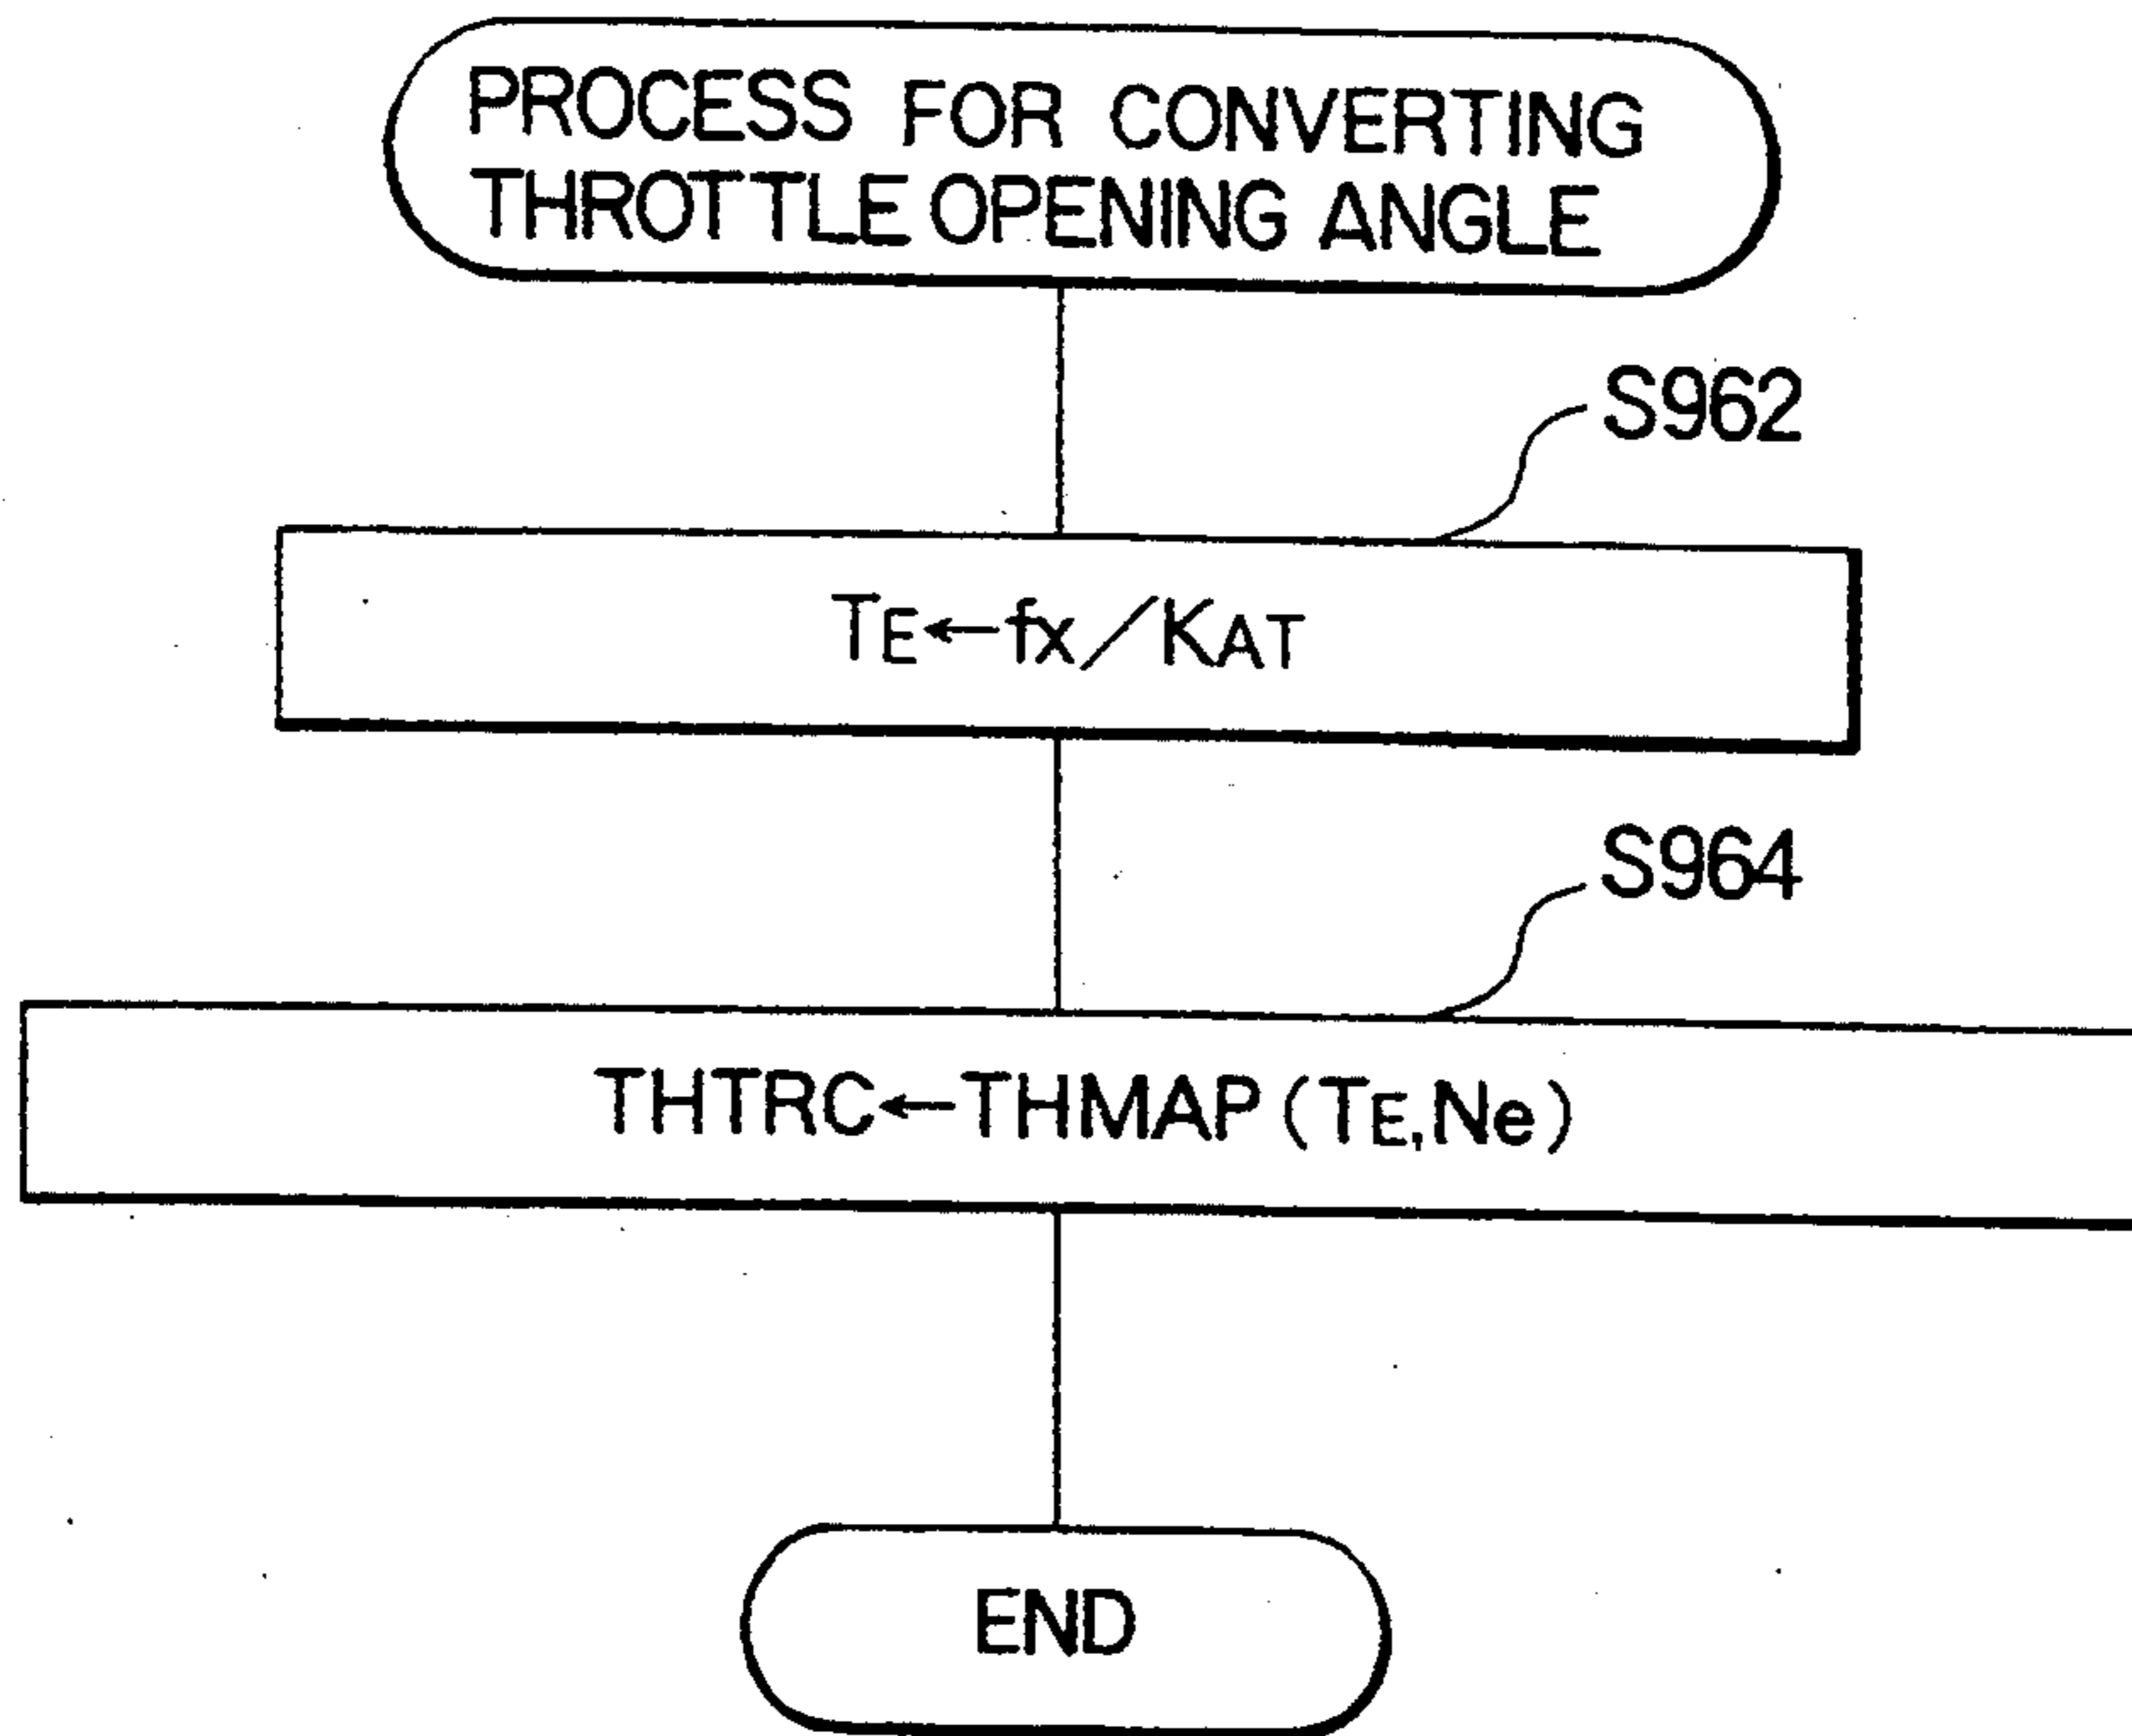 PROCESS FOR CONVERTING
THROTTLE OPENING ANGLE
S962
TE←fx/KAT
S964
THTRC←THMAP(TE,Ne)
END